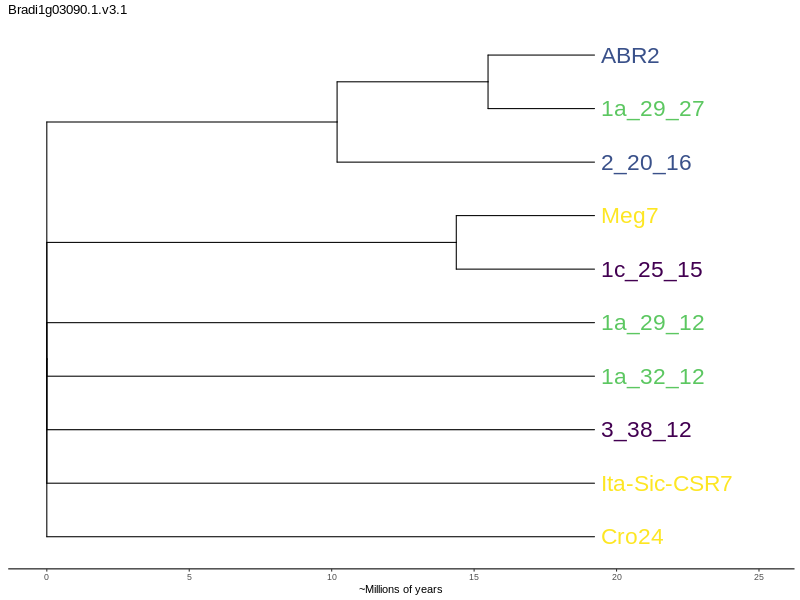 Bradi1g03090.1.v3.1
ABR2
1a_29_27
2_20_16
Meg7
1c_25_15
1a_29_12
1a_32_12
3_38_12
Ita-Sic-CSR7
Cro24
0 5 10 15 20 25
~Millions of years